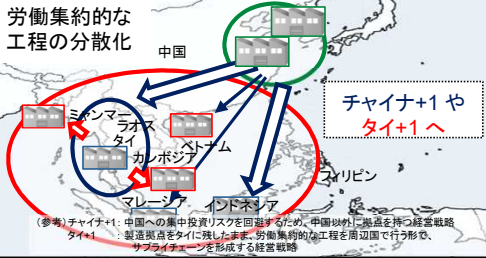 労働集約的な
工程の分散化
中国
チャイナ+1 や
タイ+1 へ
ミャンマー
ラオス
タイ
ベトナム
カンボジア
フィリピン
マレーシア
インドネシア
(参考)チャイナ+1: 中国への集中投資リスクを回避するため、中国以外に拠点を持つ経営戦略
タイ+1 : 製造拠点をタイに残したまま、労働集約的な工程を周辺国で行う形で、
サプライチェーンを形成する経営戦略